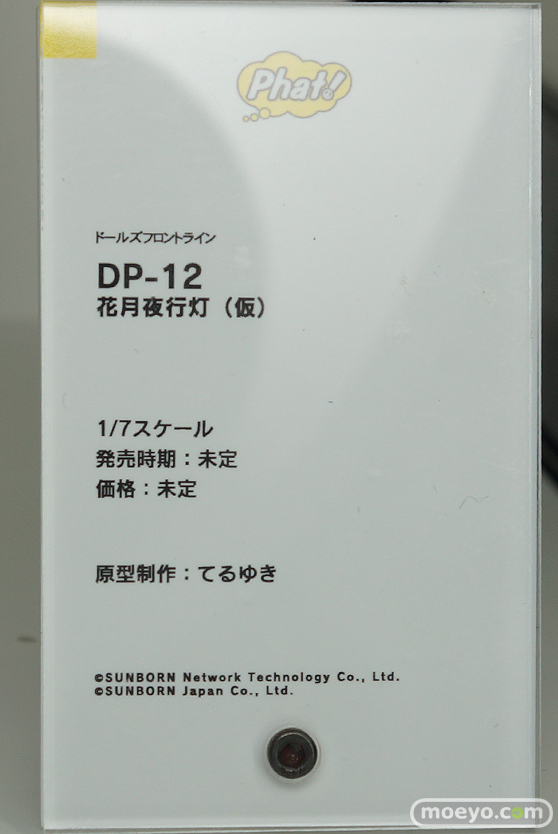 Phat!
ドールズフロントライン
DP-12
花月夜行灯（仮）
1/7スケール
発売時期：未定
価格：未定
原型制作：てるゆき
©SUNBORN Network Technology Co., Ltd.
©SUNBORN Japan Co., Ltd.
moeyo.com